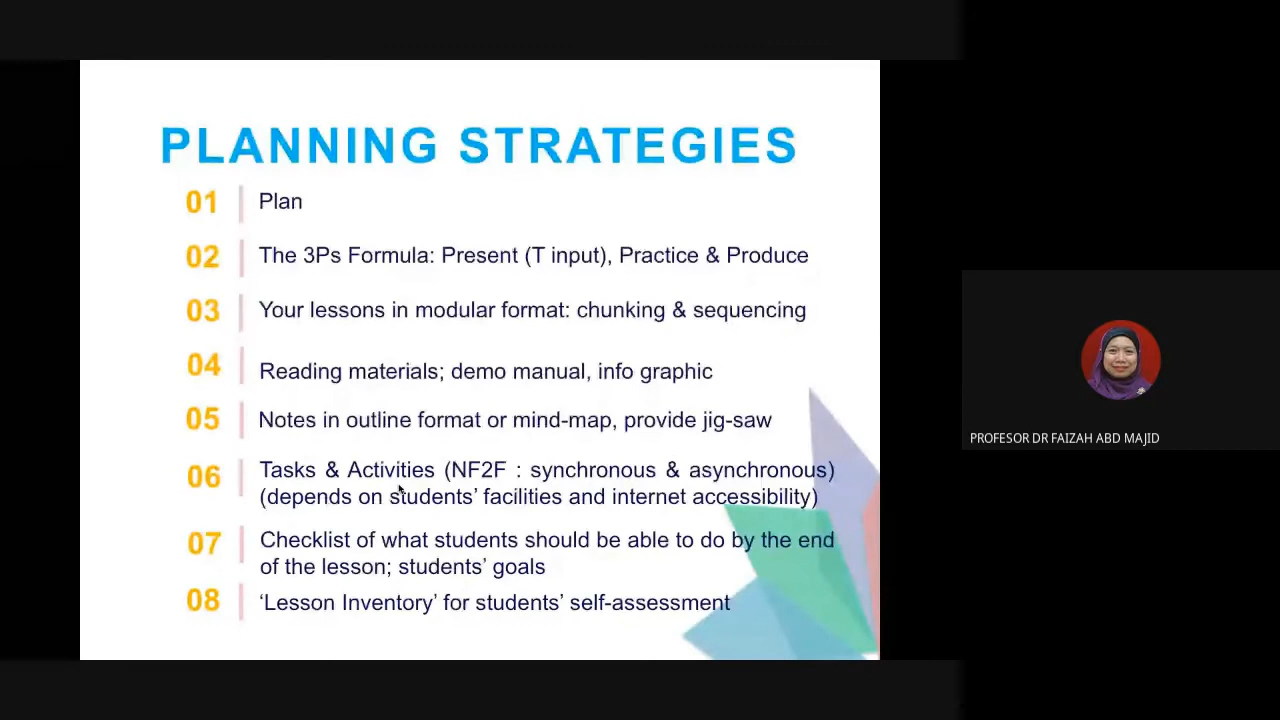 PLANNING STRATEGIES
01 Plan
02 The 3Ps Formula: Present (T input), Practice & Produce
03 Your lessons in modular format: chunking & sequencing
04 Reading materials; demo manual, info graphic
05 Notes in outline format or mind-map, provide jig-saw
06 Tasks & Activities (NF2F : synchronous & asynchronous)
(depends on students’ facilities and internet accessibility)
07 Checklist of what students should be able to do by the end
of the lesson; students’ goals
08 ‘Lesson Inventory’ for students’ self-assessment
PROFESOR DR FAIZAH ABD MAJID